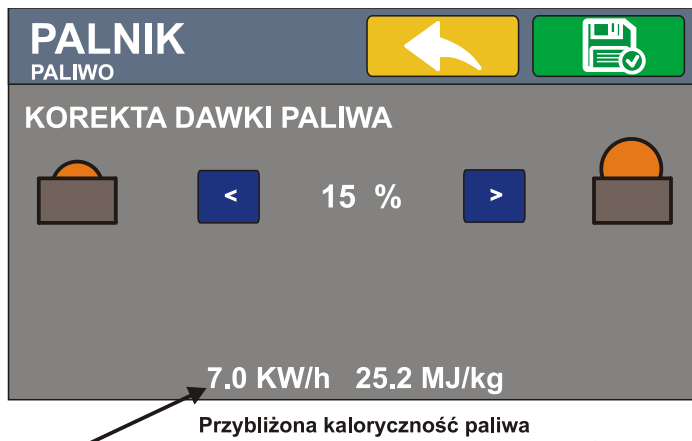 PALNIK
PALIWO
KOREKTA DAWKI PALIWA
< 15 % >
7.0 KW/h 25.2 MJ/kg
Przybliżona kaloryczność paliwa